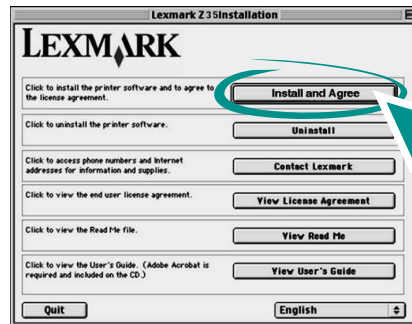 Lexmark Z35Installation
LEXMARK
Click to install the printer software and to agree to
the license agreement.
Install and Agree
Click to uninstall the printer software.
Uninstall
Click to access phone numbers and Internet
addresses for information and supplies.
Contact Lexmark
Click to view the end user license agreement.
View License Agreement
Click to view the Read Me file.
View Read Me
Click to view the User's Guide. (Adobe Acrobat is
required and included on the CD.)
View User's Guide
Quit
English